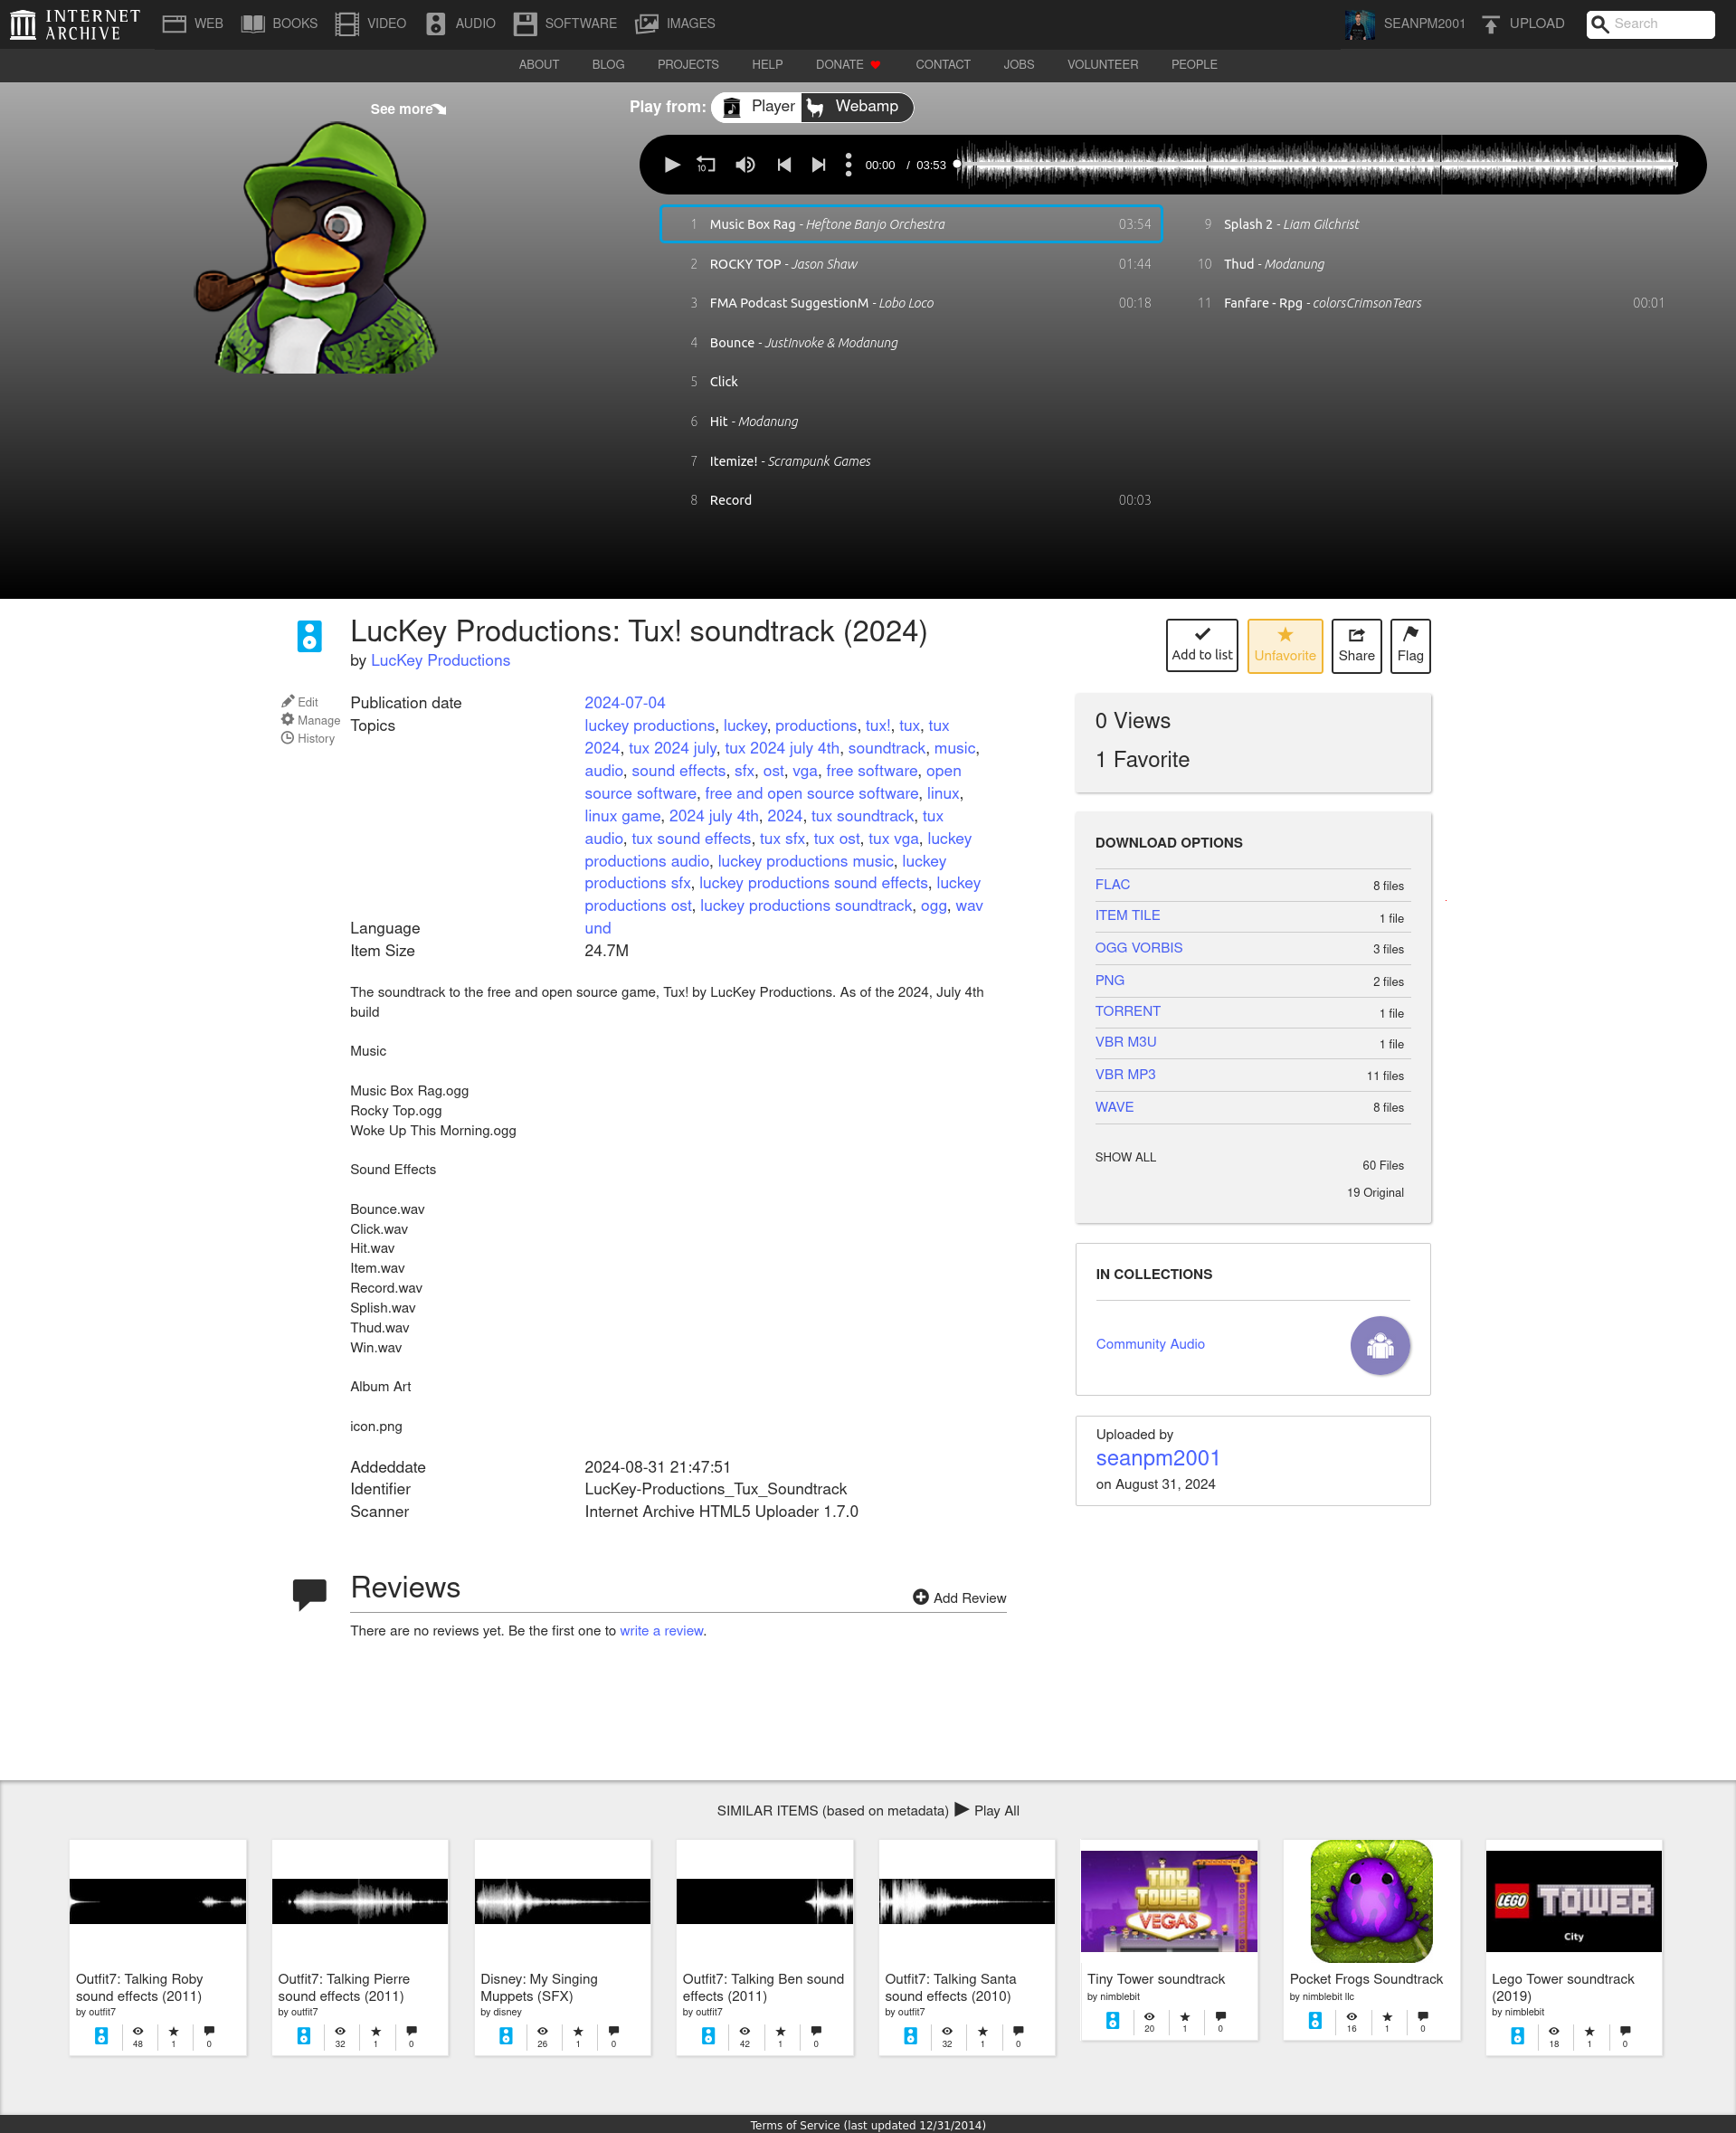 INTERNET ARCHIVE
WEB BOOKS VIDEO AUDIO SOFTWARE IMAGES SEANPM2001 UPLOAD Search
ABOUT BLOG PROJECTS HELP DONATE CONTACT JOBS VOLUNTEER PEOPLE
See more
Play from: Player Webamp
10 00:00 / 03:53
1 Music Box Rag - Heftone Banjo Orchestra 03:54
2 ROCKY TOP - Jason Shaw 01:44
3 FMA Podcast SuggestionM - Lobo Loco 00:18
4 Bounce - JustInvoke & Modanung
5 Click
6 Hit - Modanung
7 Itemize! - Scrampunk Games
8 Record 00:03
9 Splash 2 - Liam Gilchrist
10 Thud - Modanung
11 Fanfare - Rpg - colorsCrimsonTears 00:01
LucKey Productions: Tux! soundtrack (2024)
by LucKey Productions
Add to list
Unfavorite
Share
Flag
Edit
Manage
History
Publication date 2024-07-04
Topics luckey productions, luckey, productions, tux!, tux, tux
2024, tux 2024 july, tux 2024 july 4th, soundtrack, music,
audio, sound effects, sfx, ost, vga, free software, open
source software, free and open source software, linux,
linux game, 2024 july 4th, 2024, tux soundtrack, tux
audio, tux sound effects, tux sfx, tux ost, tux vga, luckey
productions audio, luckey productions music, luckey
productions sfx, luckey productions sound effects, luckey
productions ost, luckey productions soundtrack, ogg, wav
Language und
Item Size 24.7M
The soundtrack to the free and open source game, Tux! by LucKey Productions. As of the 2024, July 4th
build
Music
Music Box Rag.ogg
Rocky Top.ogg
Woke Up This Morning.ogg
Sound Effects
Bounce.wav
Click.wav
Hit.wav
Item.wav
Record.wav
Splish.wav
Thud.wav
Win.wav
Album Art
icon.png
Addeddate 2024-08-31 21:47:51
Identifier LucKey-Productions_Tux_Soundtrack
Scanner Internet Archive HTML5 Uploader 1.7.0
0 Views
1 Favorite
DOWNLOAD OPTIONS
FLAC 8 files
ITEM TILE 1 file
OGG VORBIS 3 files
PNG 2 files
TORRENT 1 file
VBR M3U 1 file
VBR MP3 11 files
WAVE 8 files
SHOW ALL 60 Files
19 Original
IN COLLECTIONS
Community Audio
Uploaded by
seanpm2001
on August 31, 2024
Reviews
Add Review
There are no reviews yet. Be the first one to write a review.
SIMILAR ITEMS (based on metadata) Play All
Outfit7: Talking Roby
sound effects (2011)
by outfit7
48 1 0
Outfit7: Talking Pierre
sound effects (2011)
by outfit7
32 1 0
Disney: My Singing
Muppets (SFX)
by disney
26 1 0
Outfit7: Talking Ben sound
effects (2011)
by outfit7
42 1 0
Outfit7: Talking Santa
sound effects (2010)
by outfit7
32 1 0
TINY
TOWER
VEGAS
Tiny Tower soundtrack
by nimblebit
20 1 0
Pocket Frogs Soundtrack
by nimblebit llc
16 1 0
LEGO TOWER
City
Lego Tower soundtrack
(2019)
by nimblebit
18 1 0
Terms of Service (last updated 12/31/2014)